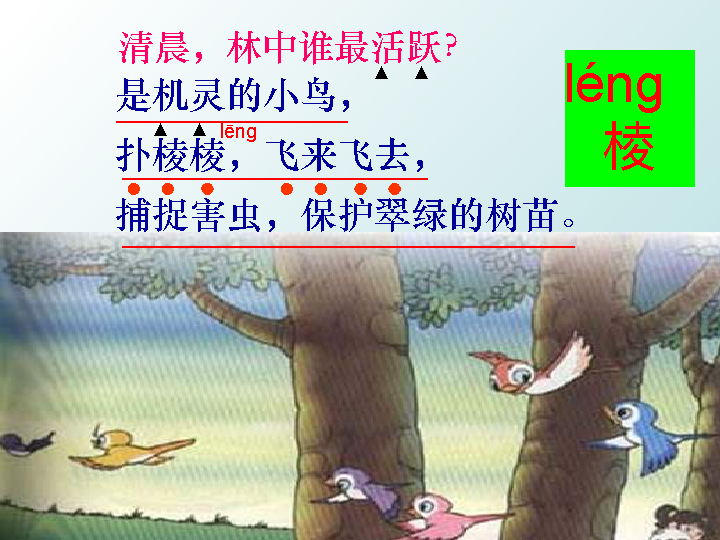 清晨，林中谁最活跃?
是机灵的小鸟，
lēng
扑棱棱，飞来飞去，
捕捉害虫，保护翠绿的树苗。
léng
棱